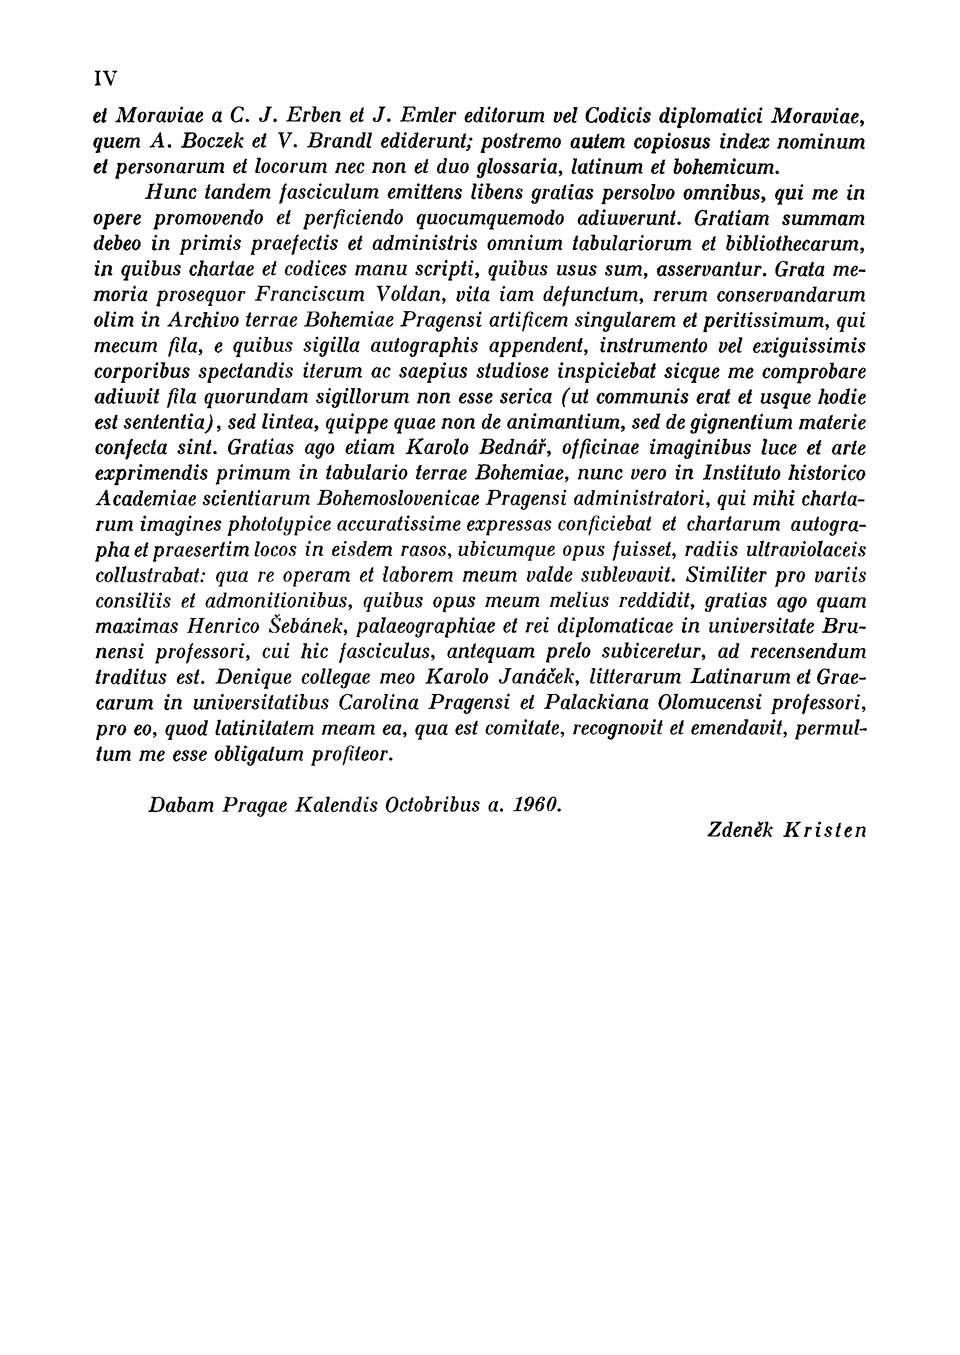 IV
et Moraviae a C. J. Erben et J. Emler editorum vel Codicis diplomatici Moraviae,
quem A. Boczek et V. Brandl ediderunt; postremo autem copiosus index nominum
et personarum et locorum nec non et duo glossaria, latinum et bohemicum.
Hunc tandem fasciculum emittens libens gratias persolvo omnibus, qui me in
opere promovendo et perficiendo quocumquemodo adiuverunt. Gratiam summam
debeo in primis praefectis et administris omnium tabulariorum et bibliothecarum,
in quibus chartae et codices manu scripti, quibus usus sum, asservantur. Grata me-
moria prosequor Franciscum Voldan, vita iam defunctum, rerum conservandarum
olim in Archivo terrae Bohemiae Pragensi artificem singularem et peritissimum, qui
mecum fila, e quibus sigilla autographis appendent, instrumento vel exiguissimis
corporibus spectandis iterum ac saepius studiose inspiciebat sicque me comprobare
adiuvit fila quorundam sigillorum non esse serica (ut communis erat et usque hodie
est sententia), sed lintea, quippe quae non de animantium, sed de gignentium materie
confecta sint. Gratias ago etiam Karolo Bednář, officinae imaginibus luce et arte
exprimendis primum in tabulario terrae Bohemiae, nunc vero in Instituto historico
Academiae scientiarum Bohemoslovenicae Pragensi administratori, qui mihi charta-
rum imagines phototypice accuratissime expressas conficiebat et chartarum autogra-
pha et praesertim locos in eisdem rasos, ubicumque opus fuisset, radiis ultraviolaceis
collustrabat: qua re operam et laborem meum valde sublevavit. Similiter pro variis
consiliis et admonitionibus, quibus opus meum melius reddidit, gratias ago quam
maximas Henrico Šebánek, palaeographiae et rei diplomaticae in universitate Bru-
nensi professori, cui hic fasciculus, antequam prelo subiceretur, ad recensendum
traditus est. Denique collegae meo Karolo Janáček, litterarum Latinarum et Grae-
carum in universitatibus Carolina Pragensi et Palackiana Olomucensi professori,
pro eo, quod latinitatem meam ea, qua est comitate, recognovit et emendavit, permul-
tum me esse obligatum profiteor.
Dabam Pragae Kalendis Octobribus a. 1960.
Zdeněk Kristen